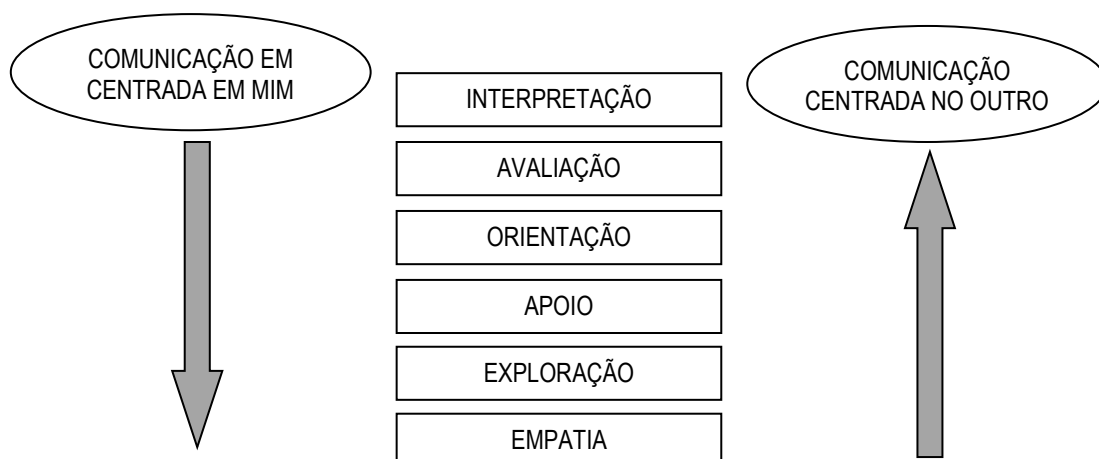 COMUNICAÇÃO EM
CENTRADA EM MIM
INTERPRETAÇÃO
AVALIAÇÃO
ORIENTAÇÃO
APOIO
EXPLORAÇÃO
EMPATIA
COMUNICAÇÃO
CENTRADA NO OUTRO